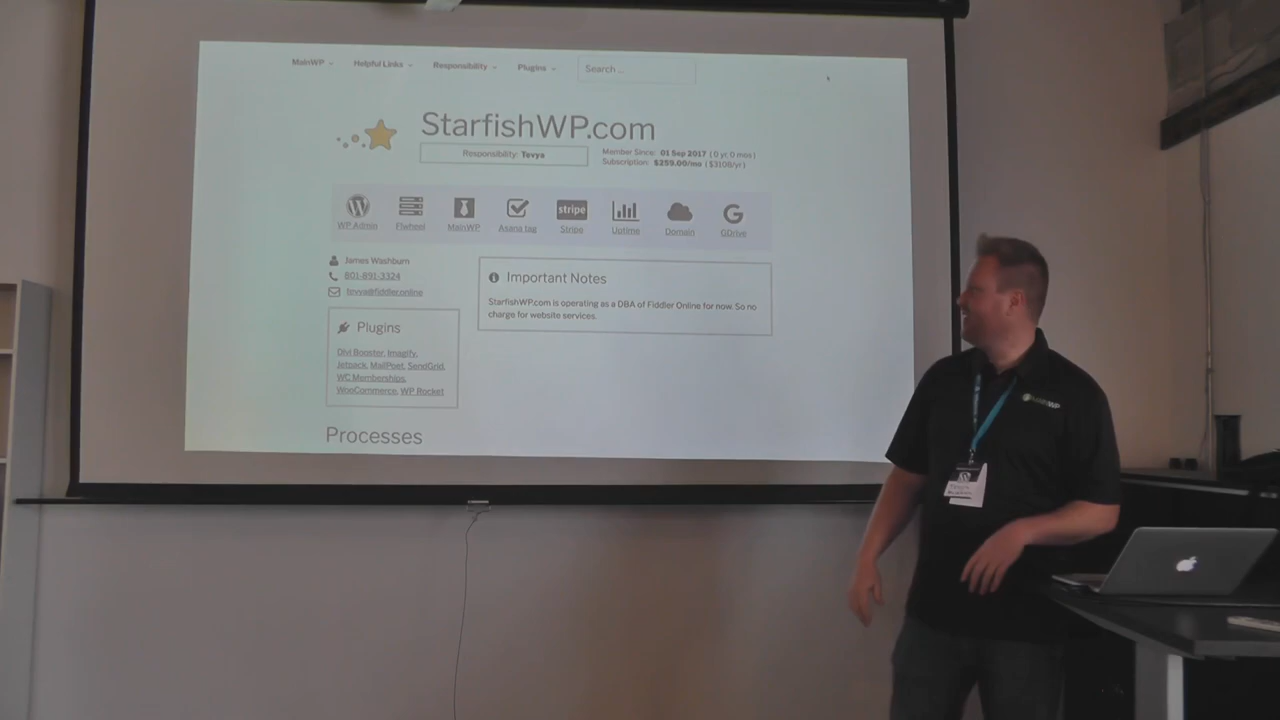 MainWP
Helpful Links
Responsibility
Plugins
Search ...
StarfishWP.com
Responsibility: Tevya
Member Since: 01 Sep 2017 (0 yr, 0 mos)
Subscription: $259.00/mo ($3108/yr)
WP Admin
Flwheel
MainWP
Asana tag
stripe
Stripe
Uptime
Domain
GDrive
James Washburn
801-891-3324
tevya@fiddler.online
Important Notes
StarfishWP.com is operating as a DBA of Fiddler Online for now. So no
charge for website services.
Plugins
Divi Booster, Imagify,
Jetpack, MailPoet, SendGrid,
WC Memberships,
WooCommerce, WP Rocket
Processes
MAINWP